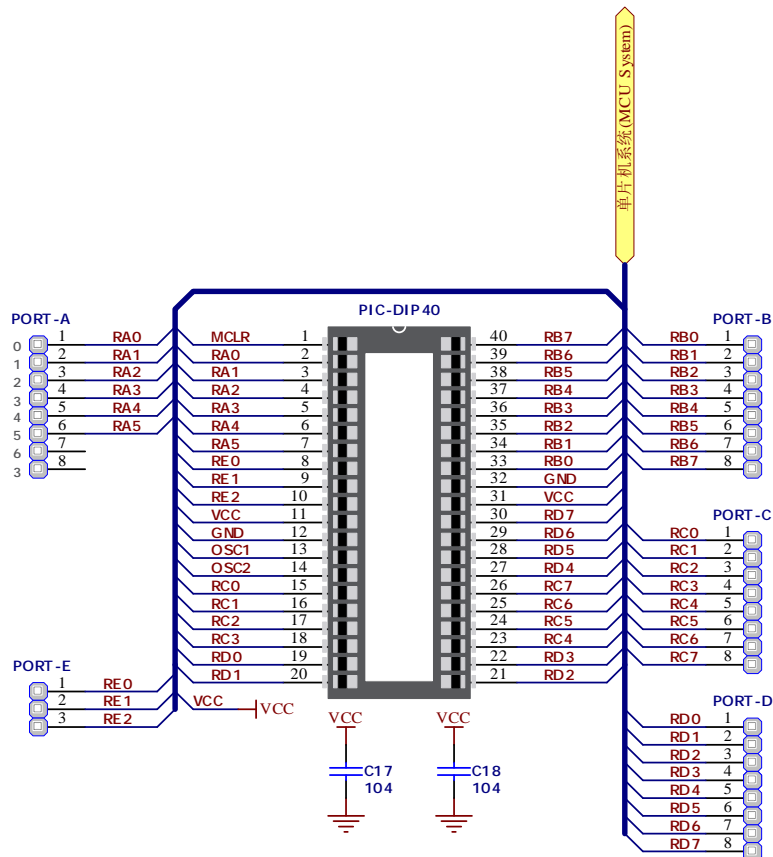 单片机系统(MCU System)
PIC-DIP40
PORT-A
0 1 RA0
1 2 RA1
2 3 RA2
3 4 RA3
4 5 RA4
5 6 RA5
6 7
3 8
MCLR 1
RA0 2
RA1 3
RA2 4
RA3 5
RA4 6
RA5 7
RE0 8
RE1 9
RE2 10
VCC 11
GND 12
OSC1 13
OSC2 14
RC0 15
RC1 16
RC2 17
RC3 18
RD0 19
RD1 20
40 RB7
39 RB6
38 RB5
37 RB4
36 RB3
35 RB2
34 RB1
33 RB0
32 GND
31 VCC
30 RD7
29 RD6
28 RD5
27 RD4
26 RC7
25 RC6
24 RC5
23 RC4
22 RD3
21 RD2
PORT-B
RB0 1
RB1 2
RB2 3
RB3 4
RB4 5
RB5 6
RB6 7
RB7 8
PORT-C
RC0 1
RC1 2
RC2 3
RC3 4
RC4 5
RC5 6
RC6 7
RC7 8
PORT-E
1 RE0
2 RE1
3 RE2
VCC VCC
PORT-D
RD0 1
RD1 2
RD2 3
RD3 4
RD4 5
RD5 6
RD6 7
RD7 8
VCC
C17
104
VCC
C18
104